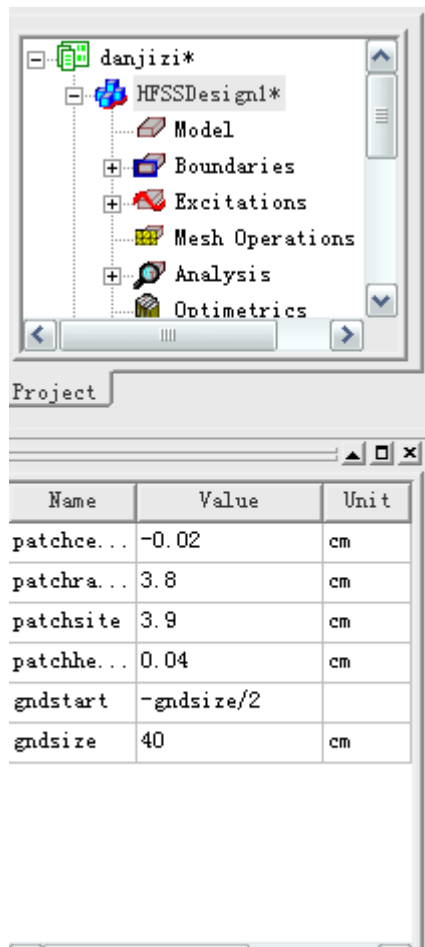 danjizi*
HFSSDesign1*
Model
Boundaries
Excitations
Mesh Operations
Analysis
Optimetrics
Project
Name Value Unit
patchce... -0.02 cm
patchra... 3.8 cm
patchsite 3.9 cm
patchhe... 0.04 cm
gndstart -gndsize/2
gndsize 40 cm